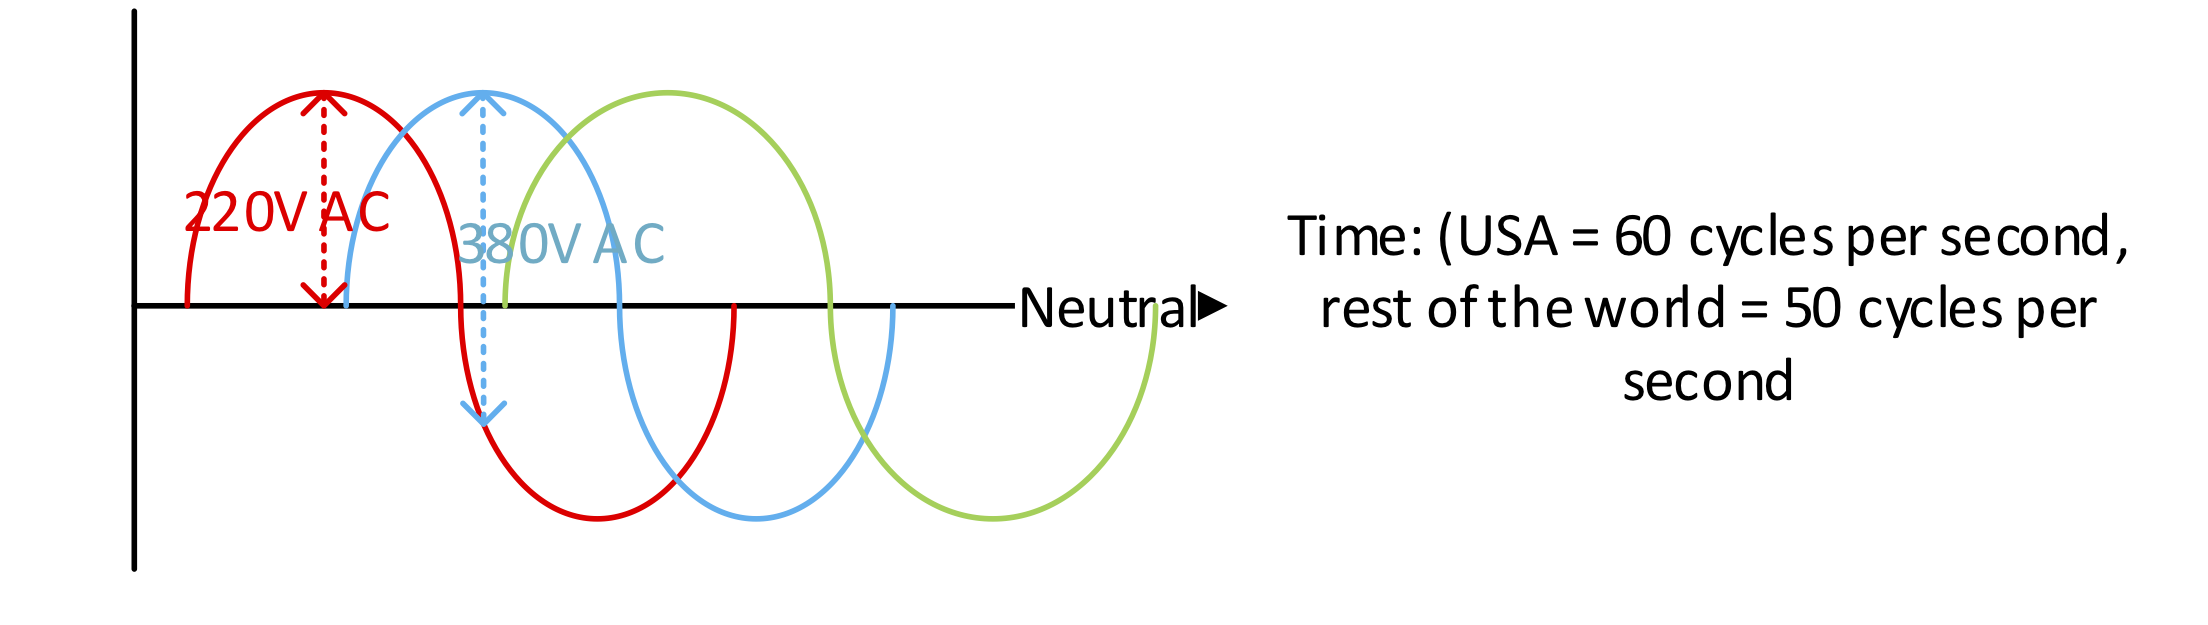 220V AC
380V AC
Neutral
Time: (USA = 60 cycles per second,
rest of the world = 50 cycles per
second